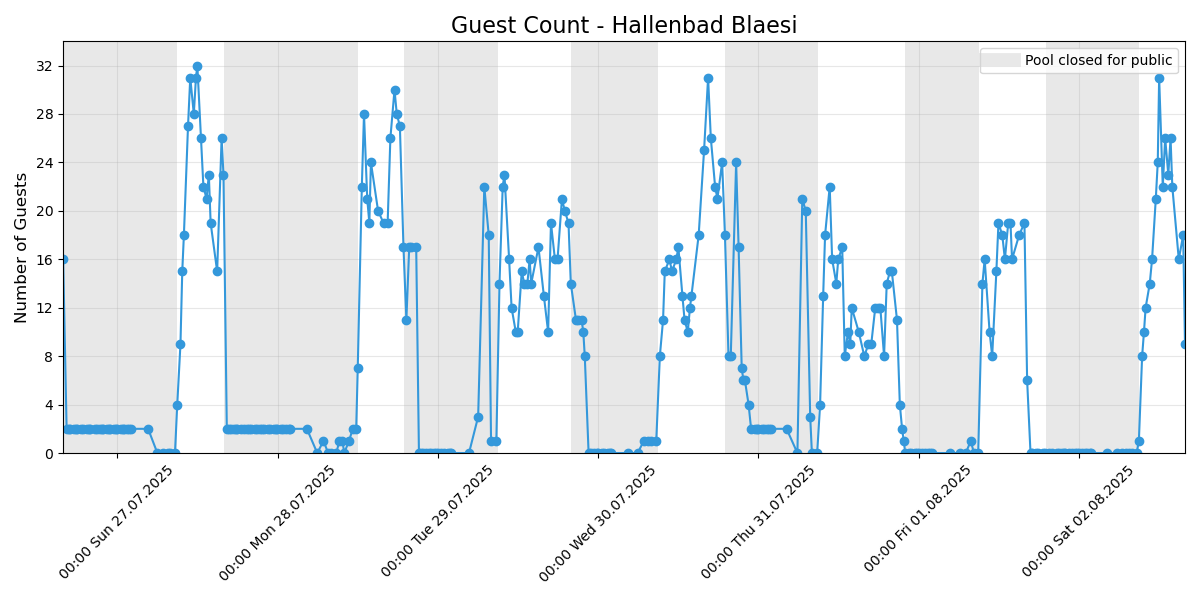 Guest Count - Hallenbad Blaesi
Pool closed for public
Number of Guests
32
28
24
20
16
12
8
4
0
00:00 Sun 27.07.2025
00:00 Mon 28.07.2025
00:00 Tue 29.07.2025
00:00 Wed 30.07.2025
00:00 Thu 31.07.2025
00:00 Fri 01.08.2025
00:00 Sat 02.08.2025